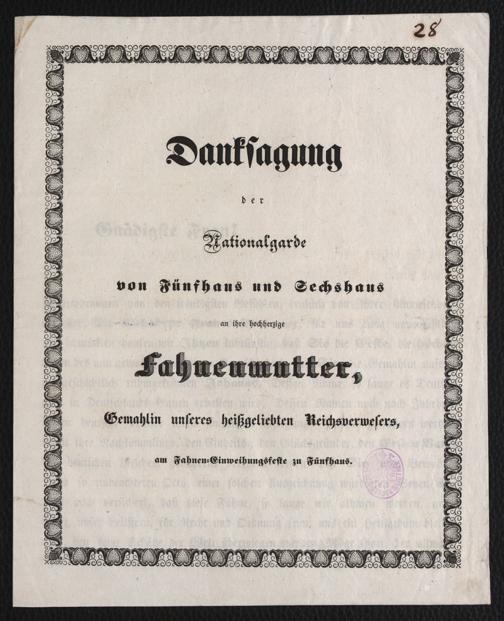 28
Danksagung
der
Nationalgarde
von Fünfhaus und Sechshaus
an ihre hochherzige
Fahnenmutter,
Gemahlin unseres heißgeliebten Reichsverwesers,
am Fahnen-Einweihungsfeste zu Fünfhaus.